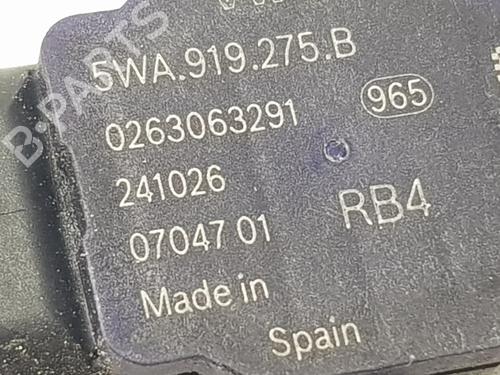 5WA.919.275.B
0263063291
965
241026
07047 01
RB4
Made in
Spain
B-PARTS